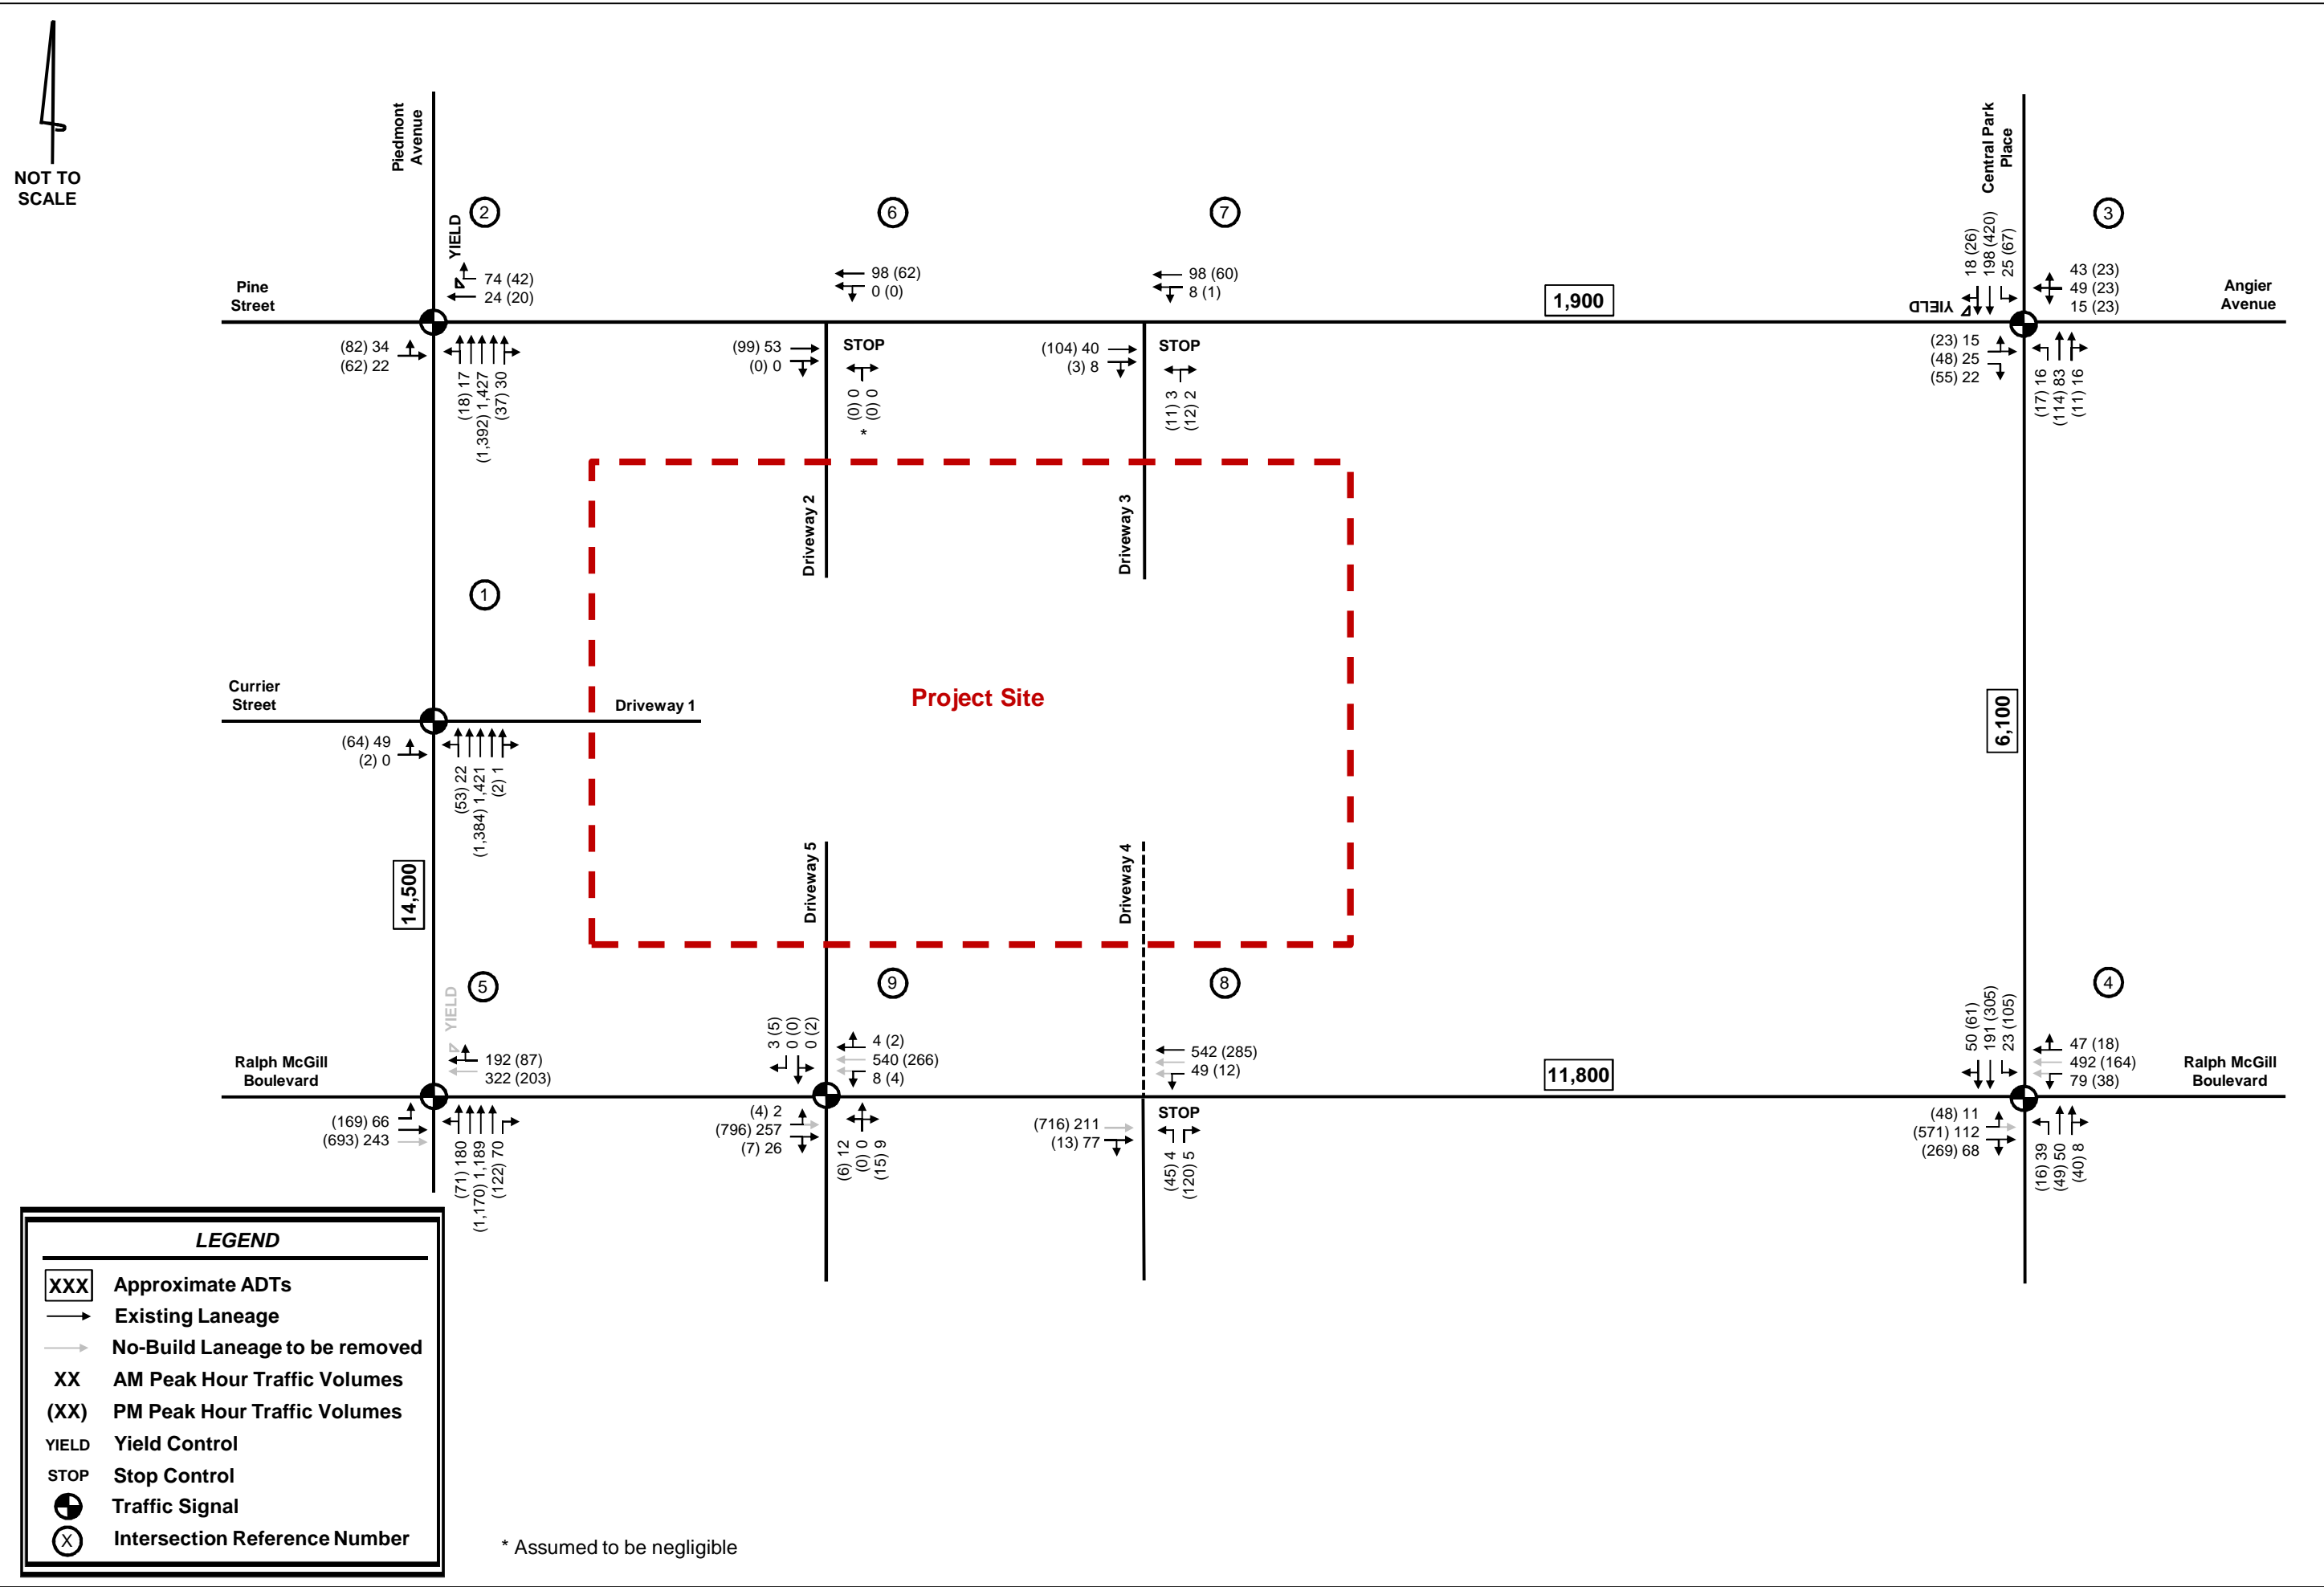 NOT TO
SCALE
Piedmont
Avenue
Central Park
Place
2
6
7
3
YIELD
74 (42)
24 (20)
98 (62)
0 (0)
98 (60)
8 (1)
18 (26)
198 (420)
25 (67)
43 (23)
49 (23)
15 (23)
Pine
Street
1,900
YIELD
Angier
Avenue
(82) 34
(62) 22
(18) 17
(1,392) 1,427
(37) 30
(99) 53
(0) 0
STOP
(0) 0
(0) 0
*
(104) 40
(3) 8
STOP
(11) 3
(12) 2
(23) 15
(48) 25
(55) 22
(17) 16
(114) 83
(11) 16
Driveway 2
Driveway 3
1
Currier
Street
Driveway 1
Project Site
6,100
(64) 49
(2) 0
(53) 22
(1,384) 1,421
(2) 1
14,500
Driveway 5
Driveway 4
5
9
8
4
YIELD
192 (87)
322 (203)
3 (5)
0 (0)
0 (2)
4 (2)
540 (266)
8 (4)
542 (285)
49 (12)
50 (61)
191 (305)
23 (105)
47 (18)
492 (164)
79 (38)
Ralph McGill
Boulevard
11,800
Ralph McGill
Boulevard
(169) 66
(693) 243
(71) 180
(1,170) 1,189
(122) 70
(4) 2
(796) 257
(7) 26
(6) 12
(0) 0
(15) 9
(716) 211
(13) 77
STOP
(45) 4
(120) 5
(48) 11
(571) 112
(269) 68
(16) 39
(49) 50
(40) 8
LEGEND
XXX Approximate ADTs
Existing Laneage
No-Build Laneage to be removed
XX AM Peak Hour Traffic Volumes
(XX) PM Peak Hour Traffic Volumes
YIELD Yield Control
STOP Stop Control
Traffic Signal
X Intersection Reference Number
* Assumed to be negligible